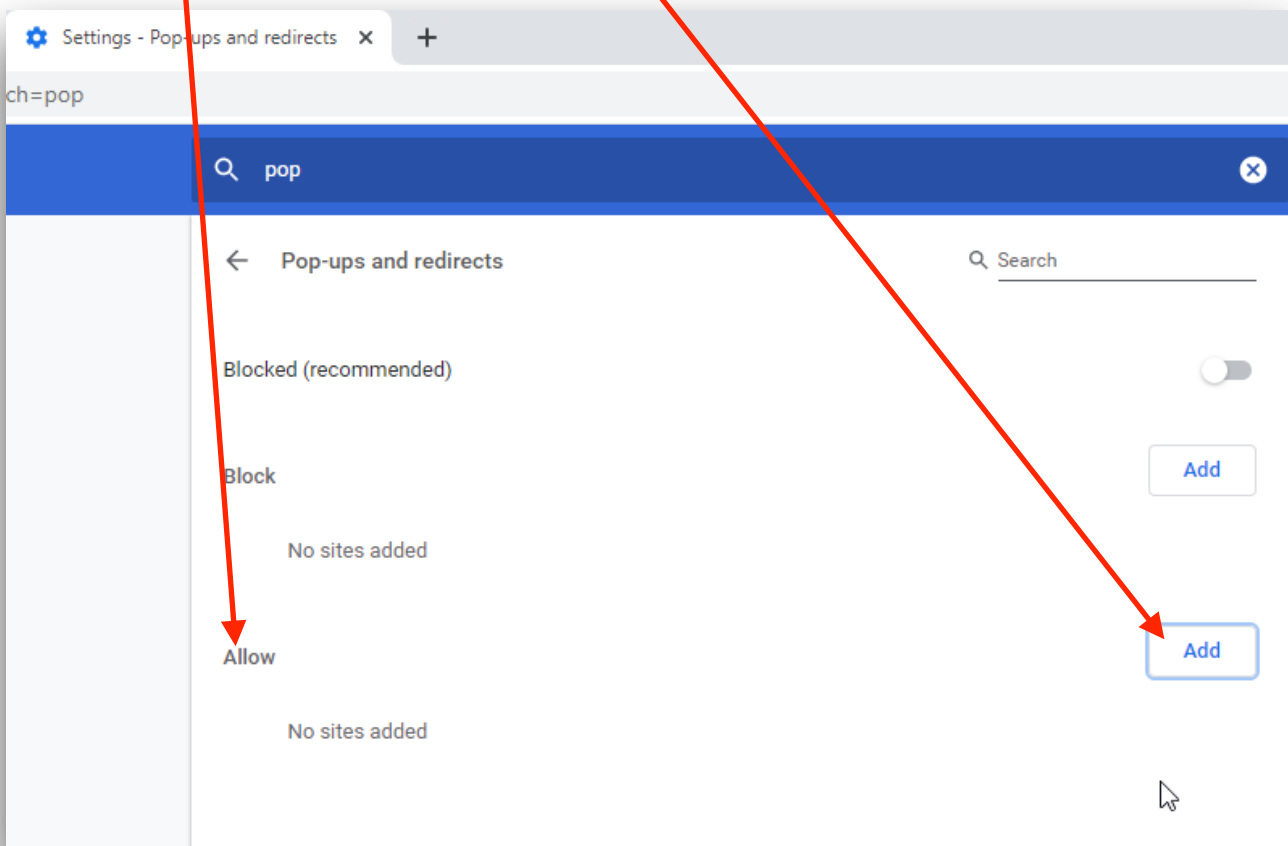 Settings - Pop-ups and redirects
ch=pop
pop
Pop-ups and redirects
Search
Blocked (recommended)
Block
Add
No sites added
Allow
Add
No sites added